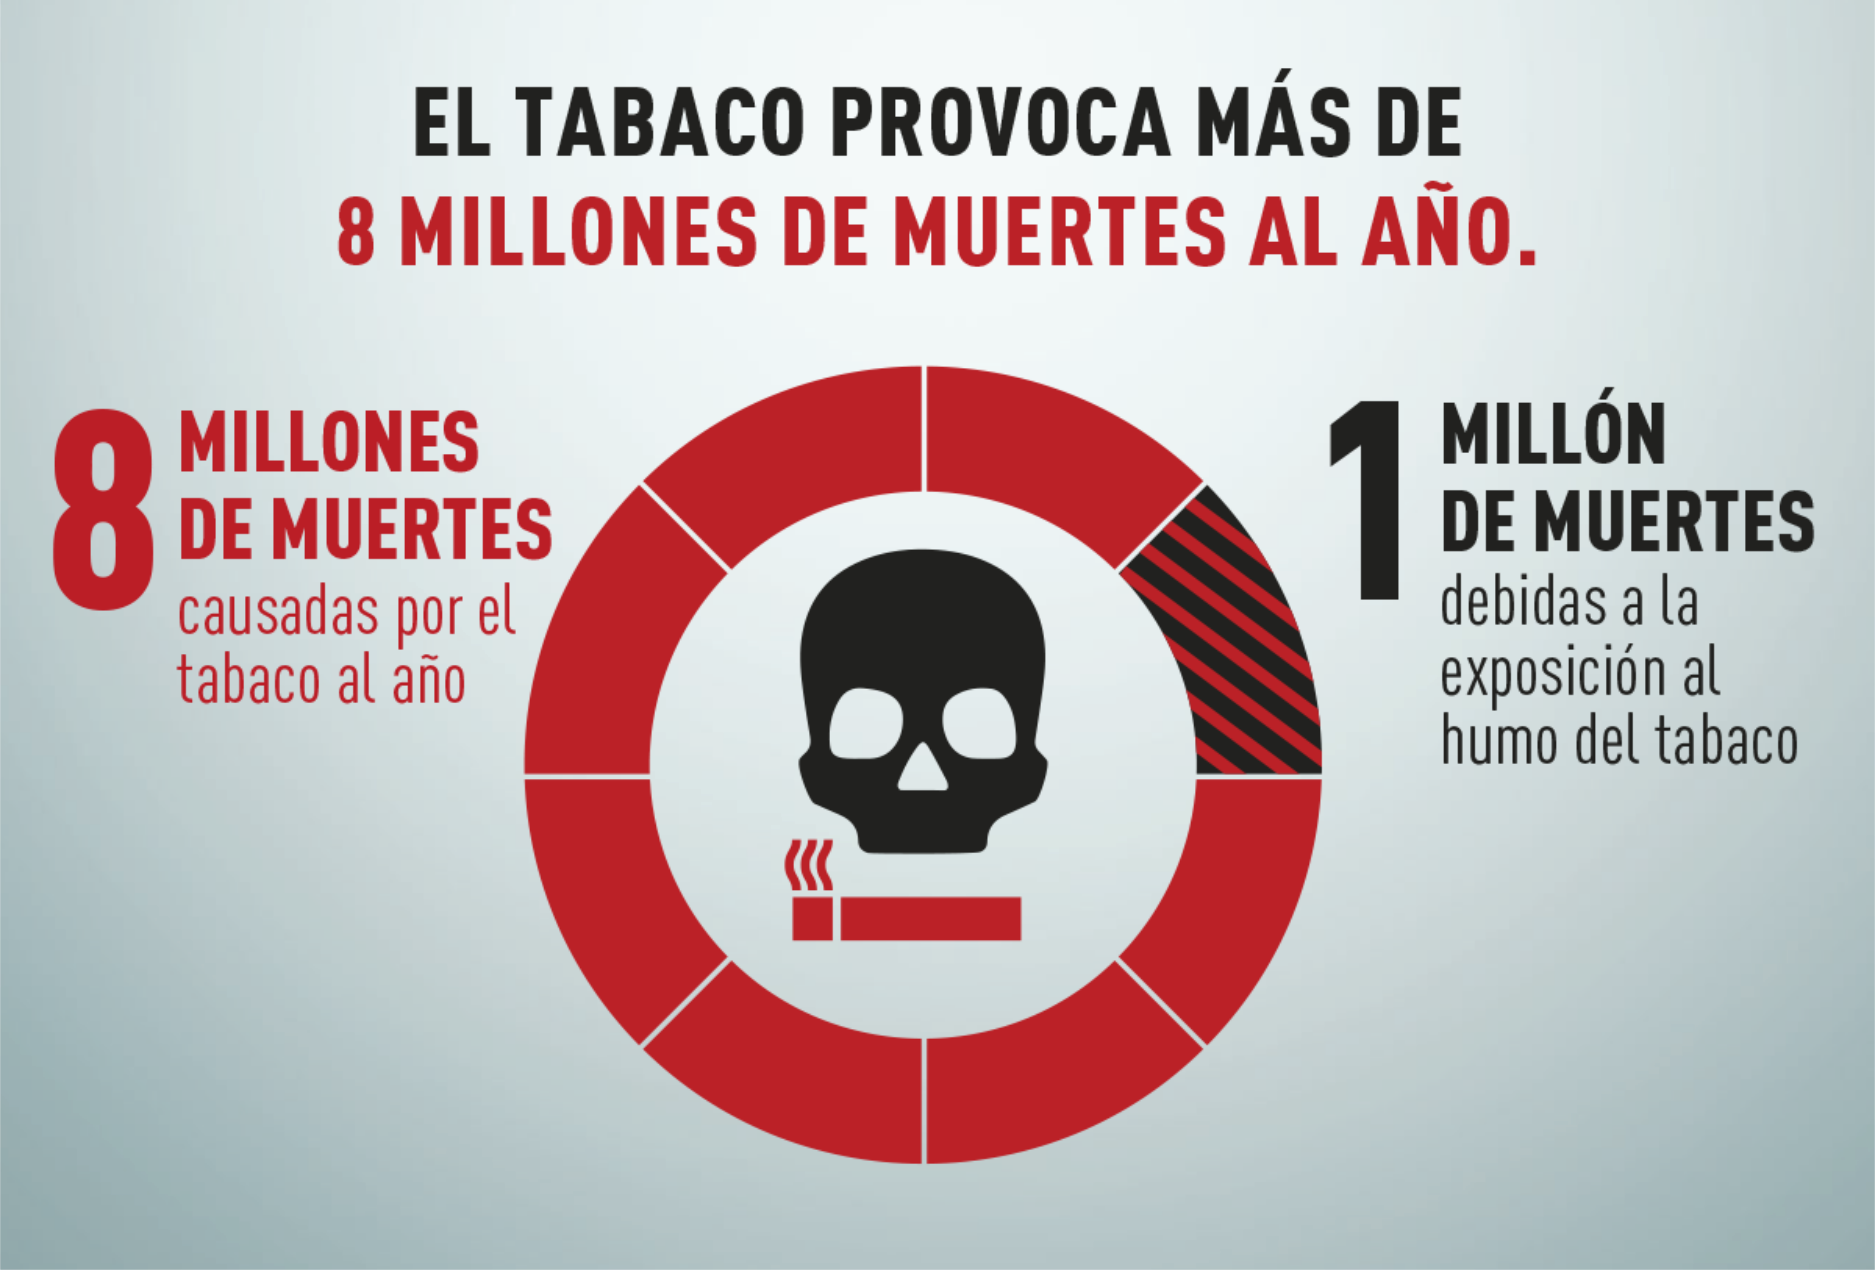 EL TABACO PROVOCA MÁS DE
8 MILLONES DE MUERTES AL AÑO.
8 MILLONES
DE MUERTES
causadas por el
tabaco al año
1 MILLÓN
DE MUERTES
debidas a la
exposición al
humo del tabaco